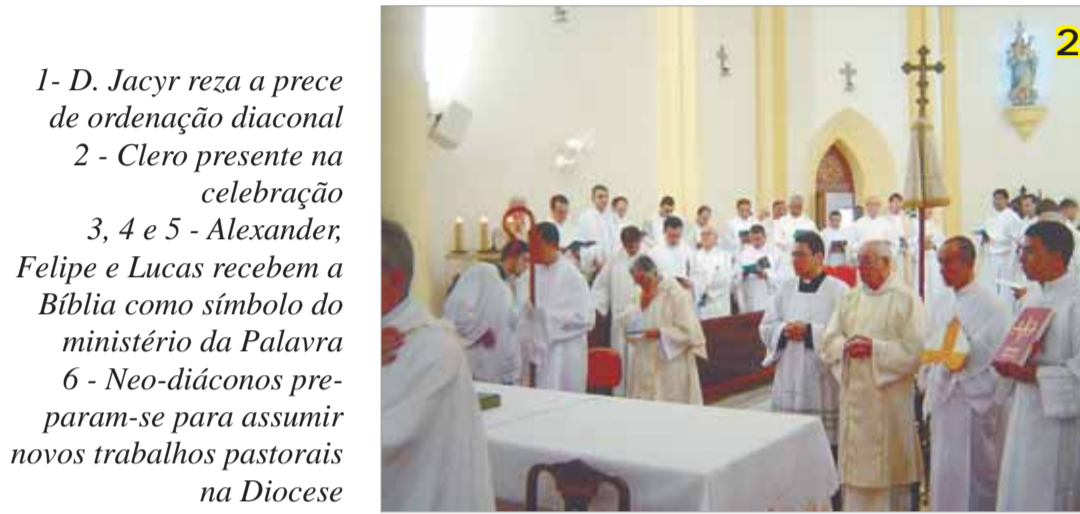 1- D. Jacyr reza a prece
de ordenação diaconal
2 - Clero presente na
celebração
3, 4 e 5 - Alexander,
Felipe e Lucas recebem a
Bíblia como símbolo do
ministério da Palavra
6 - Neo-diáconos pre-
param-se para assumir
novos trabalhos pastorais
na Diocese
2